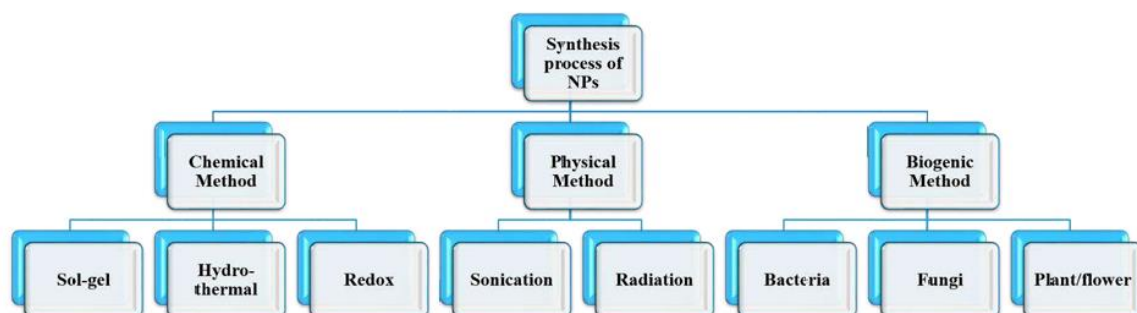 Synthesis
process of
NPs
Chemical
Method
Physical
Method
Biogenic
Method
Sol-gel
Hydro-
thermal
Redox
Sonication
Radiation
Bacteria
Fungi
Plant/flower